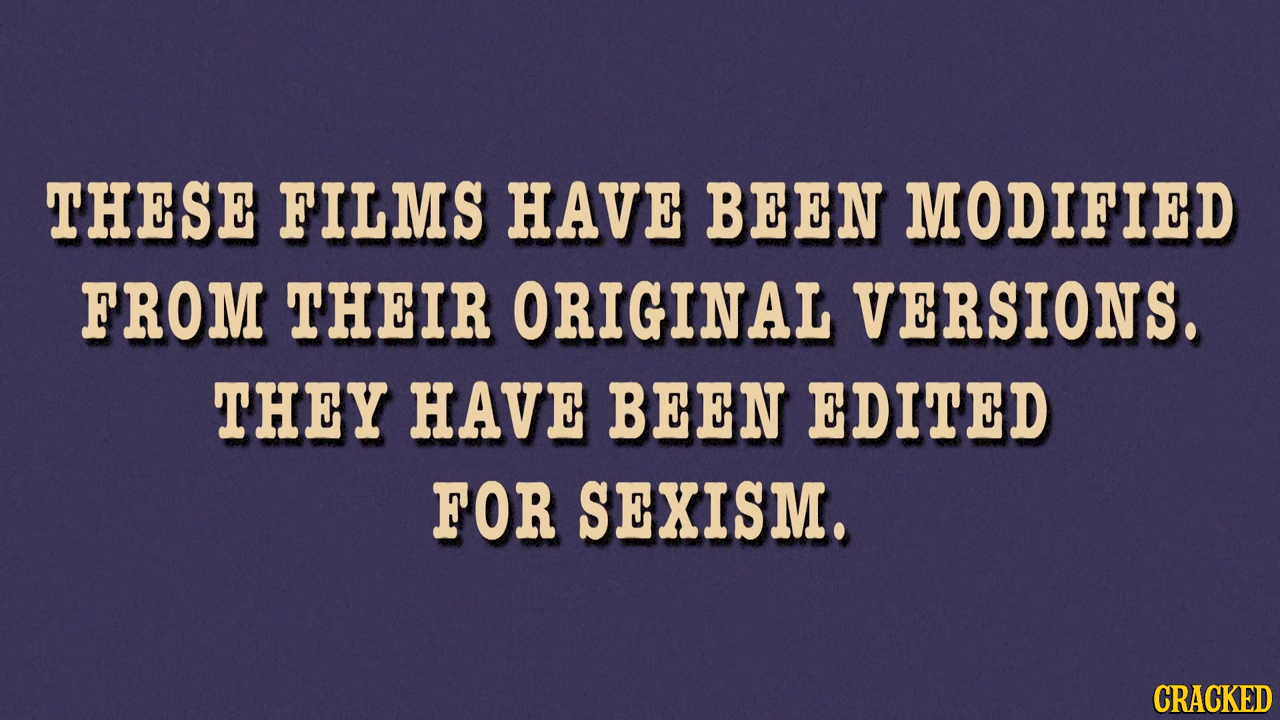 THESE FILMS HAVE BEEN MODIFIED
FROM THEIR ORIGINAL VERSIONS.
THEY HAVE BEEN EDITED
FOR SEXISM.
CRACKED